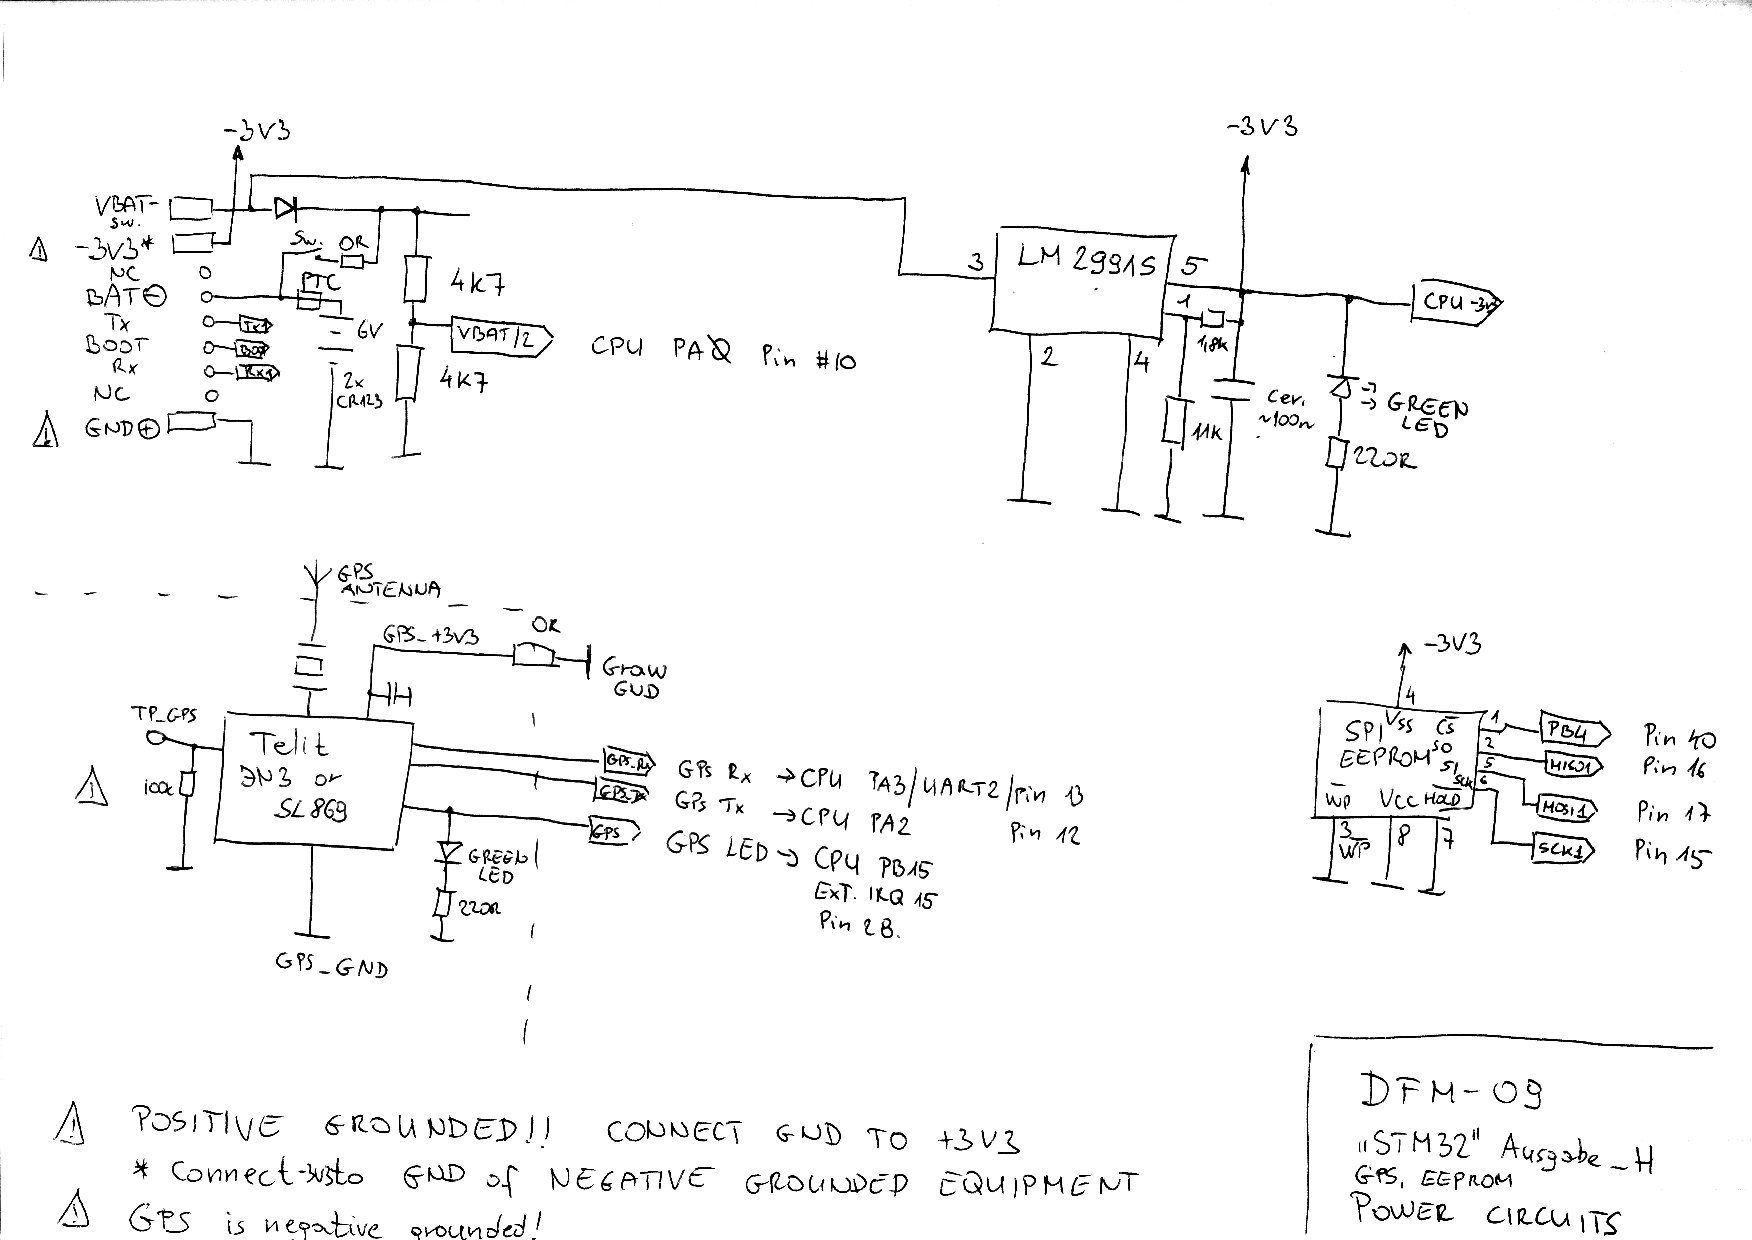 -3V3
VBAT-
SW.
-3V3*
NC
BAT⊖
Tx
BOOT
Rx
NC
GND⊕
TX1
BOOT
RX1
SW.
0R
PTC
6V
2x
CR123
4K7
4K7
VBAT/2
CPU PA0 Pin #10
-3V3
LM2991S
3
5
1
2
4
1,8K
11K
Cer.
~100n
GREEN
LED
220R
CPU -3V3
GPS
ANTENNA
GPS_+3V3
0R
Graw
GND
TP_GPS
100k
Telit
JN3 or
SL869
GPS_GND
GREEN
LED
220R
GPS_Rx
GPS_Tx
GPS
GPS Rx → CPU PA3/UART2/pin 13
GPS Tx → CPU PA2 Pin 12
GPS LED → CPU PB15
EXT. IRQ 15
Pin 28.
-3V3
4
SPI VSS CS
EEPROM SO
SI
SCK
WP VCC HOLD
3
WP
8
7
1
2
5
6
PB4
Pin 40
MISO1
Pin 16
MOSI1
Pin 17
SCK1
Pin 15
POSITIVE GROUNDED!! CONNECT GND TO +3V3
* Connect -3V3 to GND of NEGATIVE GROUNDED EQUIPMENT
GPS is negative grounded!
DFM-09
„STM32" Ausgabe_H
GPS, EEPROM
POWER CIRCUITS